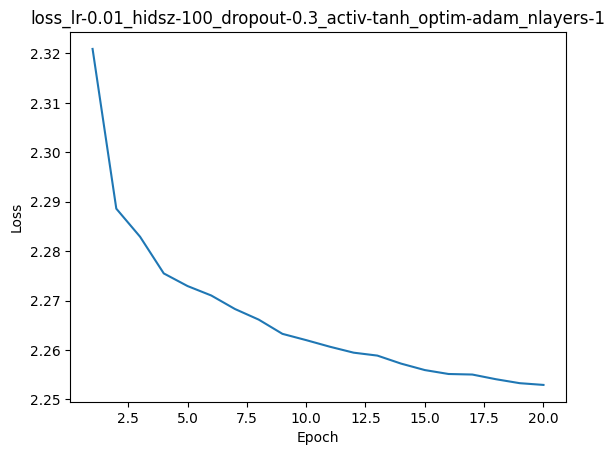 loss_lr-0.01_hidsz-100_dropout-0.3_activ-tanh_optim-adam_nlayers-1
2.32
2.31
2.30
2.29
2.28
2.27
2.26
2.25
Loss
2.5 5.0 7.5 10.0 12.5 15.0 17.5 20.0
Epoch